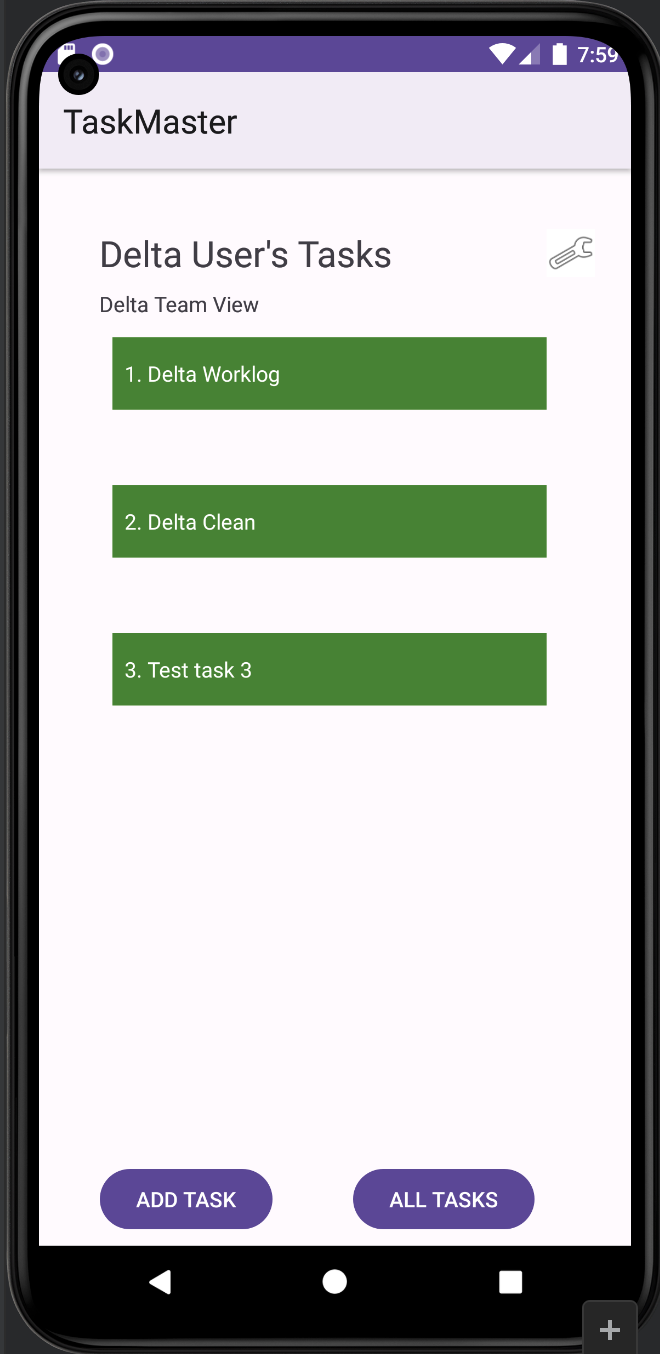 7:59
TaskMaster
Delta User's Tasks
Delta Team View
1. Delta Worklog
2. Delta Clean
3. Test task 3
ADD TASK
ALL TASKS